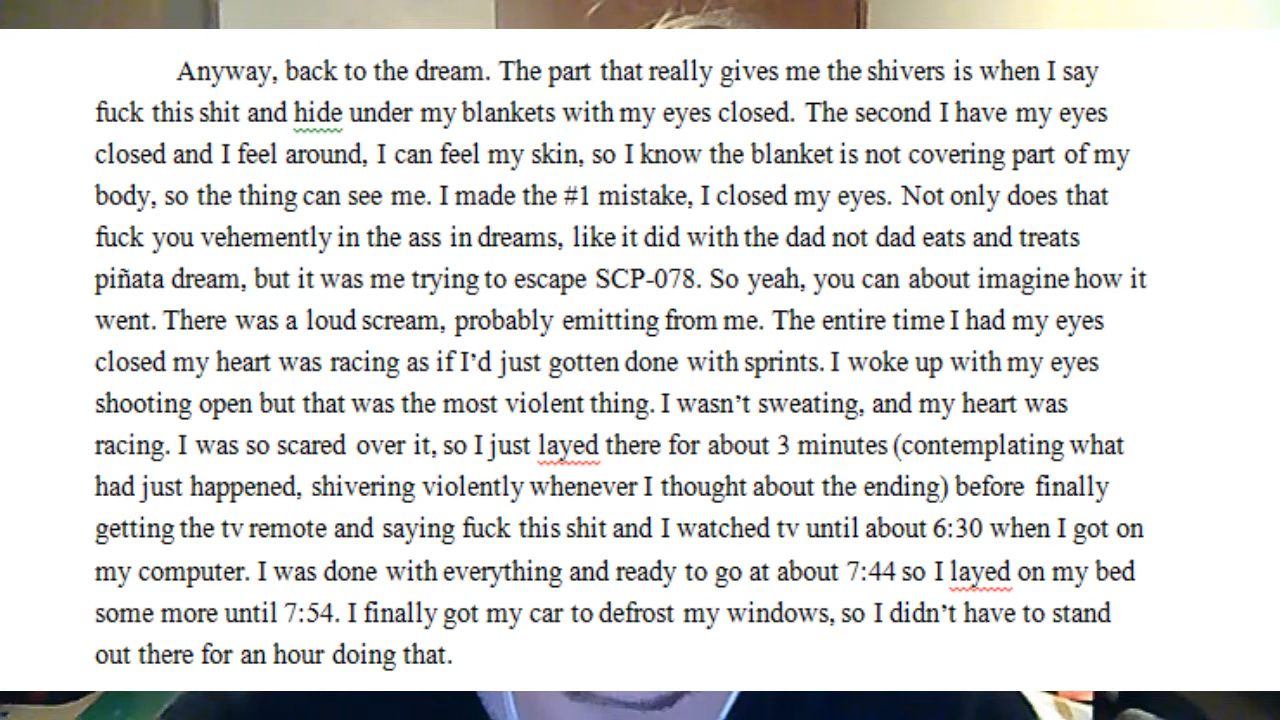 Anyway, back to the dream. The part that really gives me the shivers is when I say
fuck this shit and hide under my blankets with my eyes closed. The second I have my eyes
closed and I feel around, I can feel my skin, so I know the blanket is not covering part of my
body, so the thing can see me. I made the #1 mistake, I closed my eyes. Not only does that
fuck you vehemently in the ass in dreams, like it did with the dad not dad eats and treats
piñata dream, but it was me trying to escape SCP-078. So yeah, you can about imagine how it
went. There was a loud scream, probably emitting from me. The entire time I had my eyes
closed my heart was racing as if I’d just gotten done with sprints. I woke up with my eyes
shooting open but that was the most violent thing. I wasn’t sweating, and my heart was
racing. I was so scared over it, so I just layed there for about 3 minutes (contemplating what
had just happened, shivering violently whenever I thought about the ending) before finally
getting the tv remote and saying fuck this shit and I watched tv until about 6:30 when I got on
my computer. I was done with everything and ready to go at about 7:44 so I layed on my bed
some more until 7:54. I finally got my car to defrost my windows, so I didn’t have to stand
out there for an hour doing that.